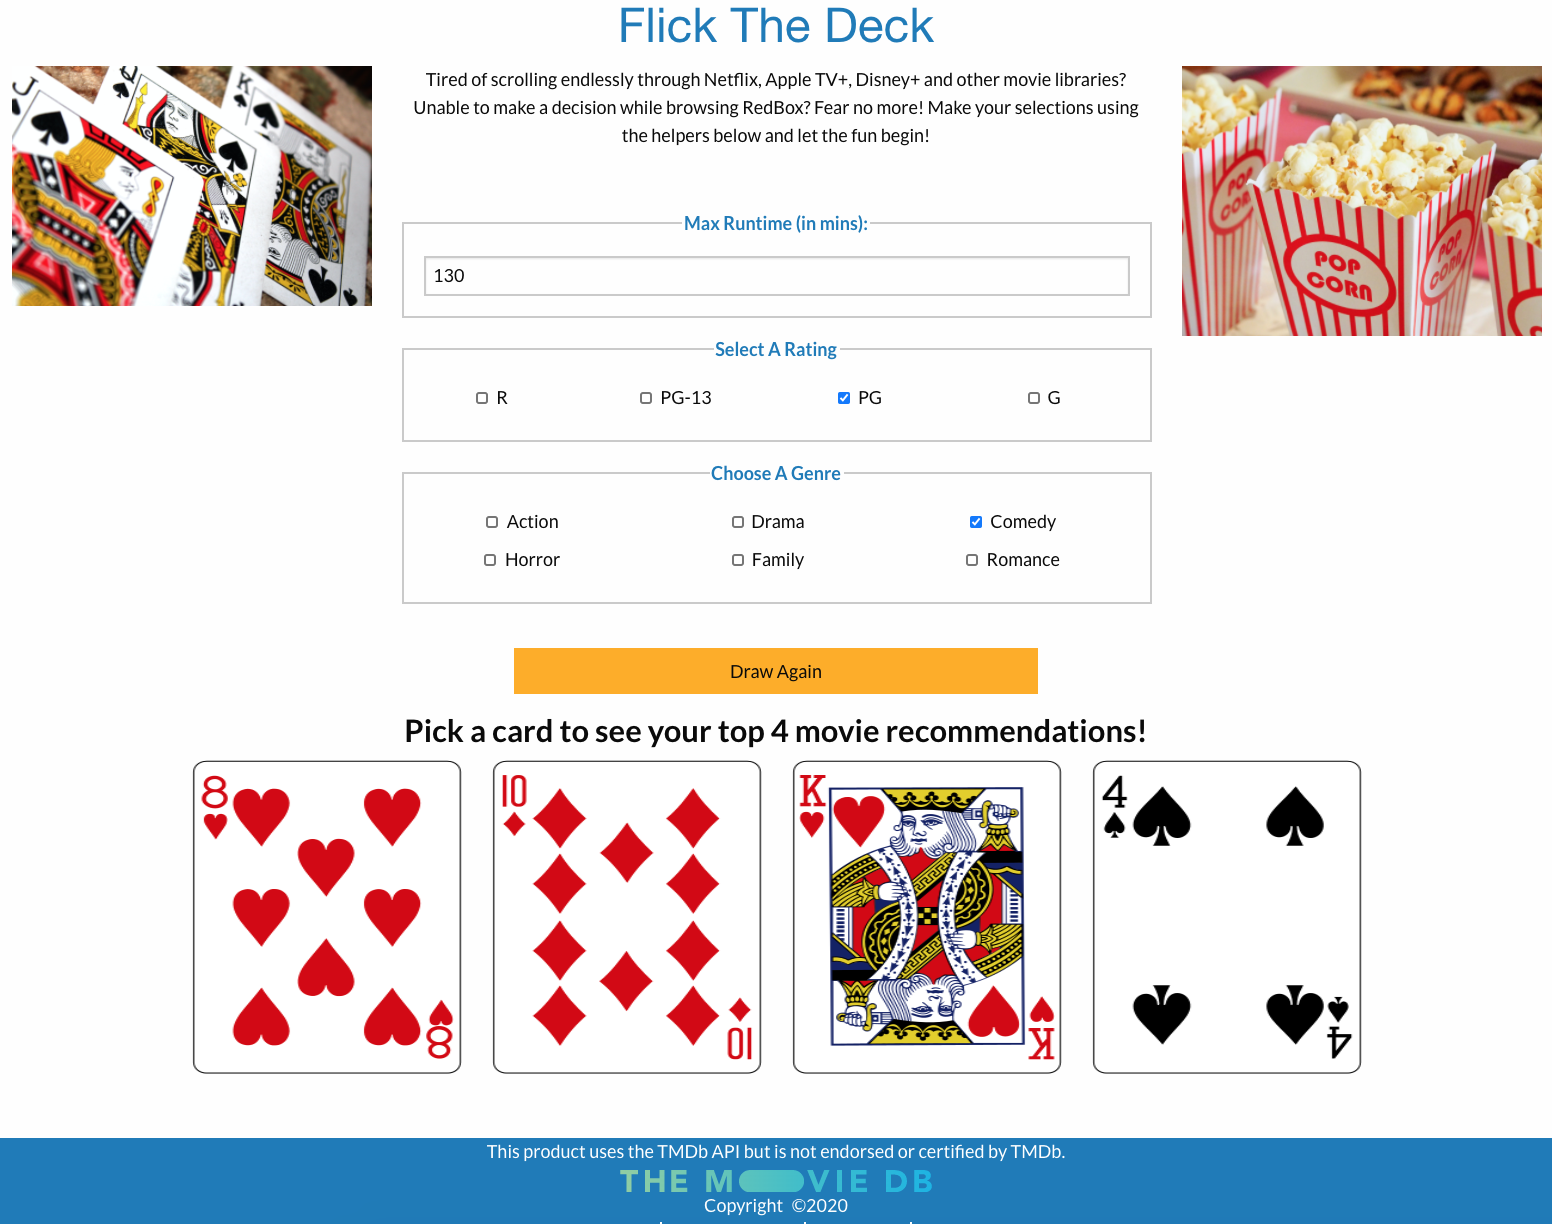 Flick The Deck
Tired of scrolling endlessly through Netflix, Apple TV+, Disney+ and other movie libraries?
Unable to make a decision while browsing RedBox? Fear no more! Make your selections using
the helpers below and let the fun begin!
J
Q
K
POP
CORN
POP
CORN
POP
CORN
Max Runtime (in mins):
130
Select A Rating
R PG-13 PG G
Choose A Genre
Action Drama Comedy
Horror Family Romance
Draw Again
Pick a card to see your top 4 movie recommendations!
8 10 K 4
8 10 K 4
This product uses the TMDb API but is not endorsed or certified by TMDb.
THE M VIE DB
Copyright ©2020